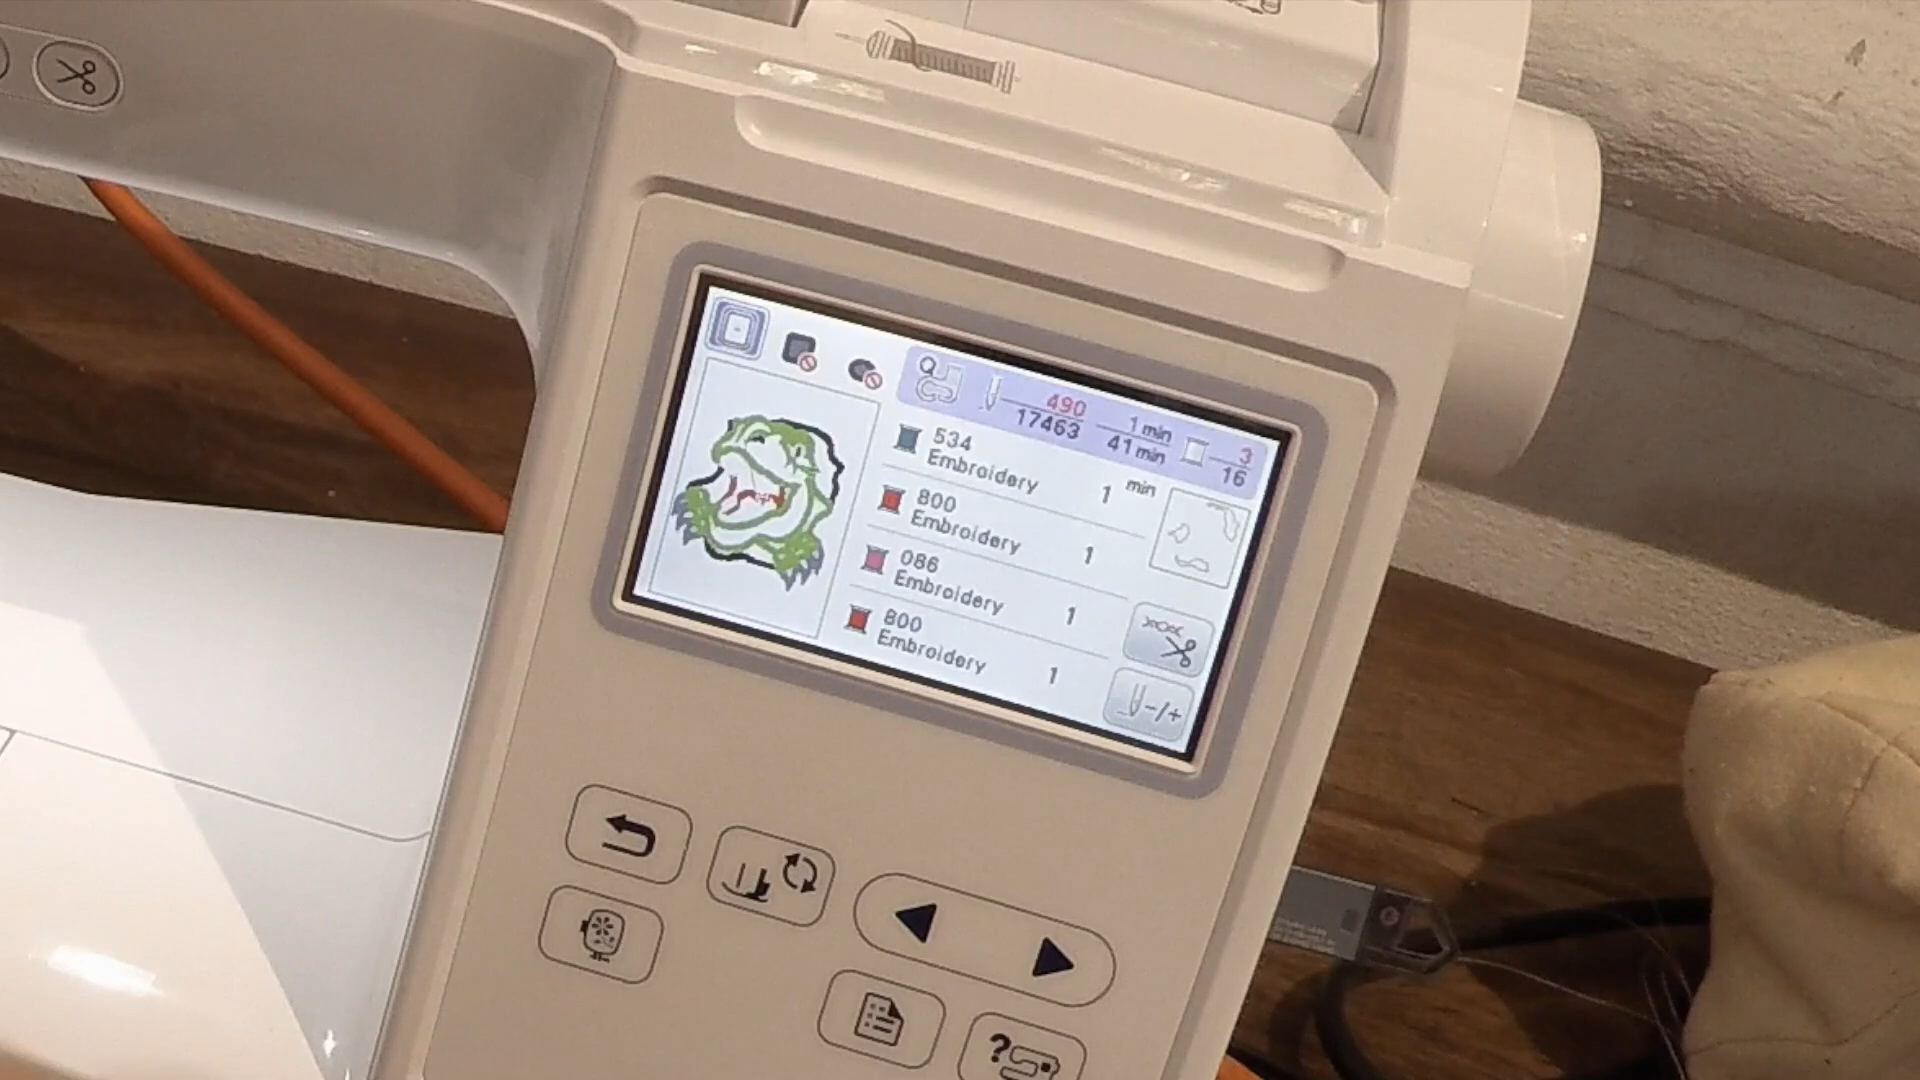 Q
490
17463
1 min
41 min
3
16
534
Embroidery 1 min
800
Embroidery 1
086
Embroidery 1
800
Embroidery 1
-/+
?